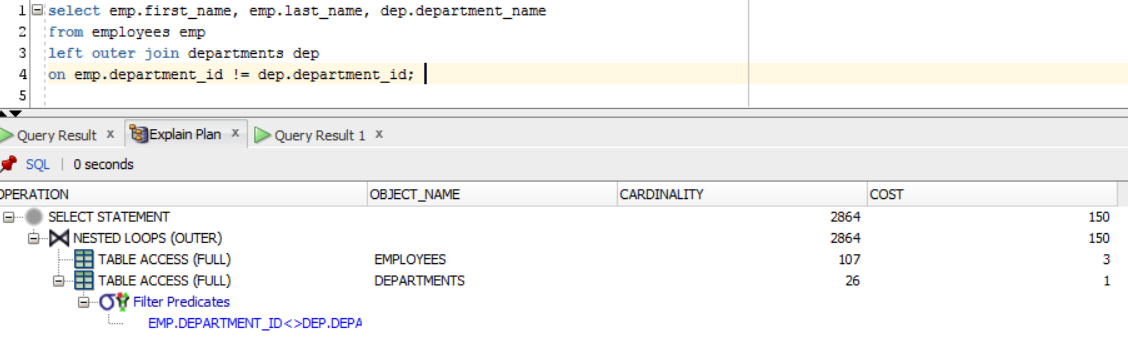 1 select emp.first_name, emp.last_name, dep.department_name
2 from employees emp
3 left outer join departments dep
4 on emp.department_id != dep.department_id;
5
Query Result x Explain Plan x Query Result 1 x
SQL | 0 seconds
OPERATION OBJECT_NAME CARDINALITY COST
SELECT STATEMENT 2864 150
NESTED LOOPS (OUTER) 2864 150
TABLE ACCESS (FULL) EMPLOYEES 107 3
TABLE ACCESS (FULL) DEPARTMENTS 26 1
Filter Predicates
EMP.DEPARTMENT_ID<>DEP.DEPA